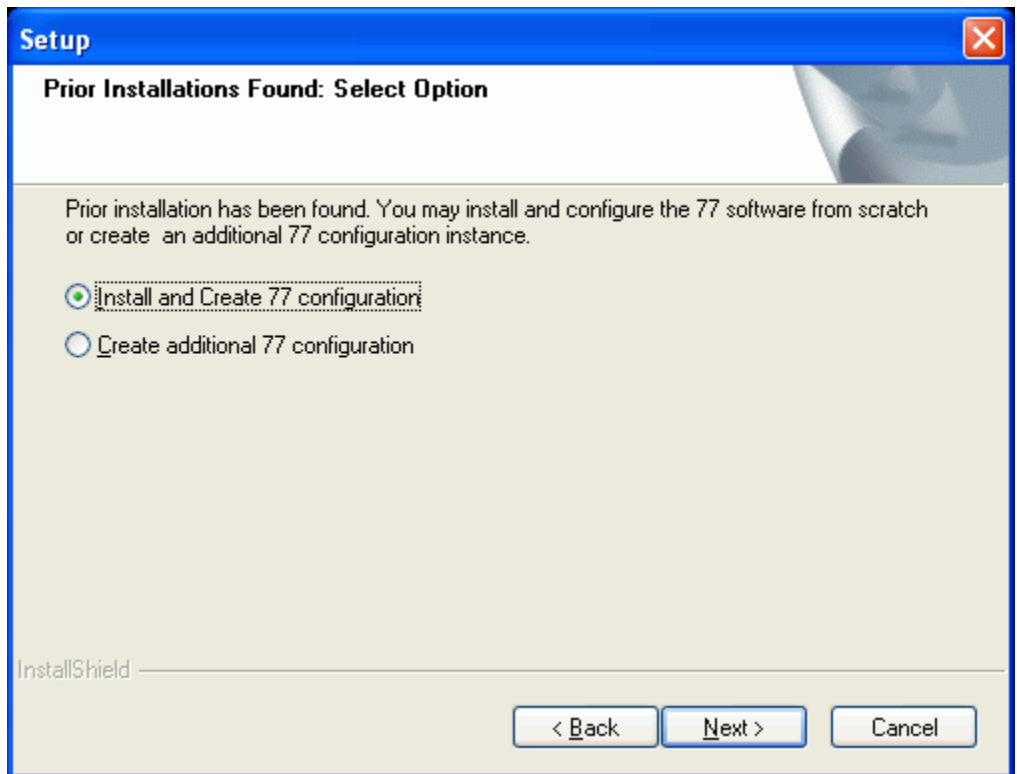 Setup
Prior Installations Found: Select Option
Prior installation has been found. You may install and configure the 77 software from scratch
or create  an additional 77 configuration instance.
Install and Create 77 configuration
Create additional 77 configuration
InstallShield
< Back
Next >
Cancel